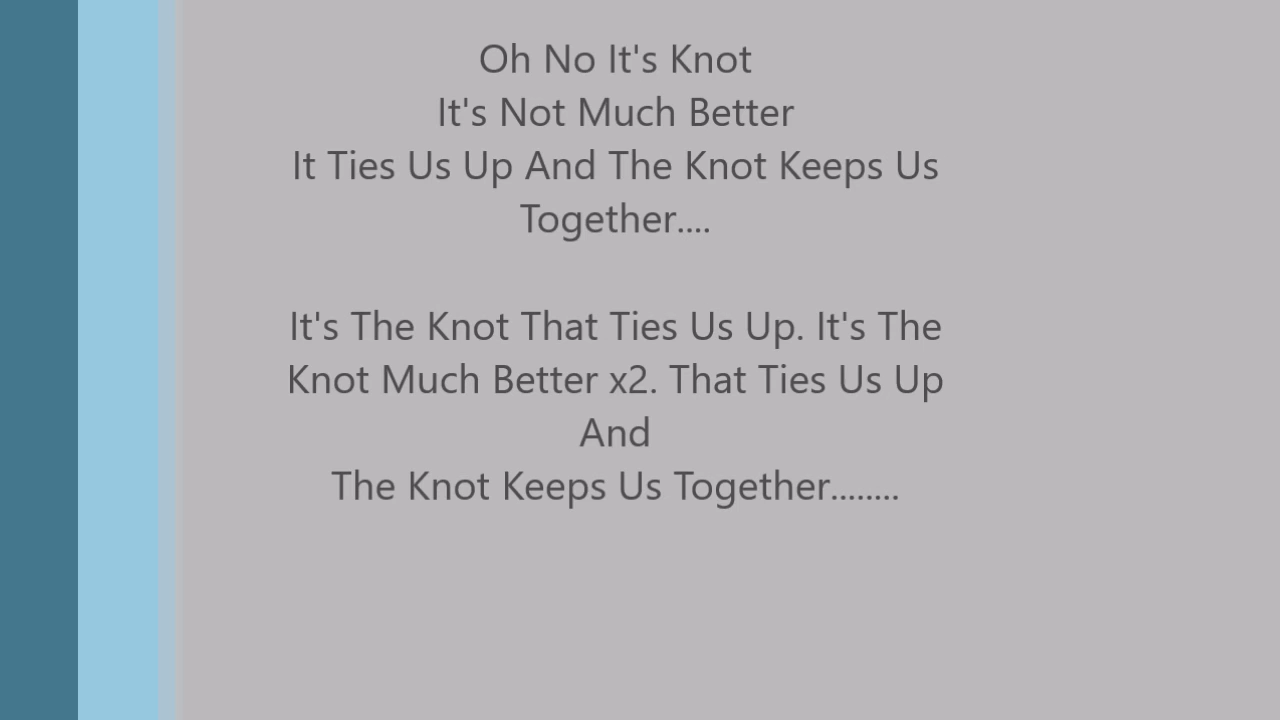 Oh No It's Knot
It's Not Much Better
It Ties Us Up And The Knot Keeps Us
Together....
It's The Knot That Ties Us Up. It's The
Knot Much Better x2. That Ties Us Up
And
The Knot Keeps Us Together........